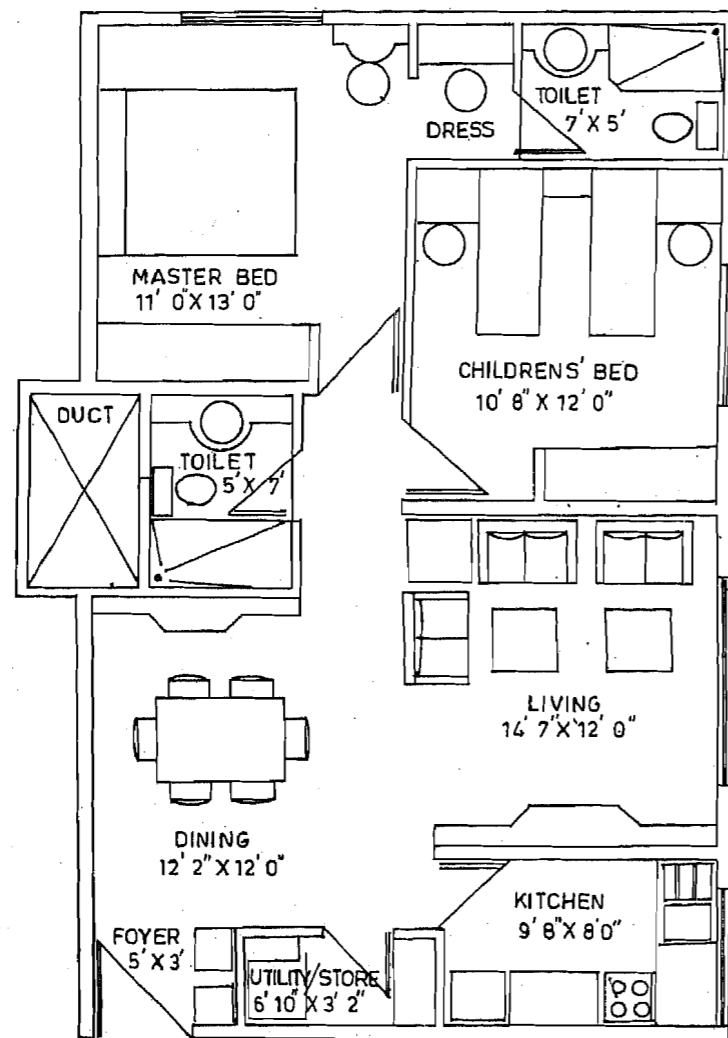 TOILET
7' X 5'
DRESS
MASTER BED
11' 0" X 13' 0"
CHILDRENS' BED
10' 8" X 12' 0"
DUCT
TOILET
5' X 7'
LIVING
14' 7" X 12' 0"
DINING
12' 2" X 12' 0"
KITCHEN
9' 8" X 8' 0"
FOYER
5' X 3'
UTILITY/STORE
6' 10" X 3' 2"